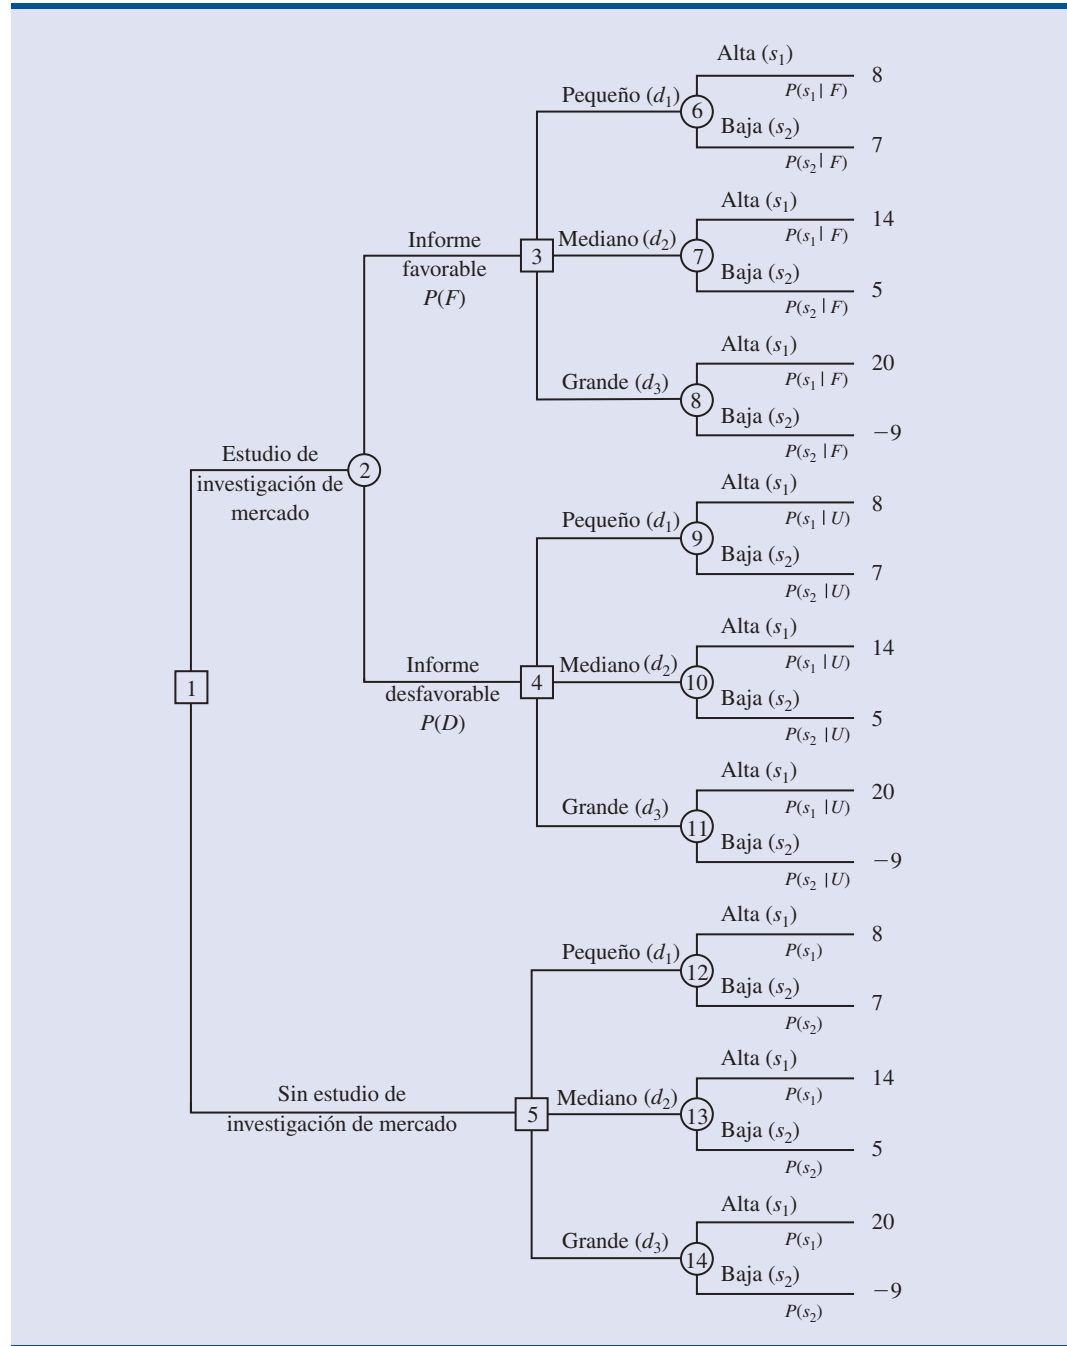 Alta (s₁)
8
Pequeño (d₁)
P(s₁ | F)
6
Baja (s₂)
7
P(s₂ | F)
Alta (s₁)
14
Informe
favorable
P(F)
3
Mediano (d₂)
P(s₁ | F)
7
Baja (s₂)
5
P(s₂ | F)
Alta (s₁)
20
Grande (d₃)
P(s₁ | F)
8
Baja (s₂)
−9
P(s₂ | F)
Estudio de
investigación de
mercado
2
Alta (s₁)
8
Pequeño (d₁)
P(s₁ | U)
9
Baja (s₂)
7
P(s₂ | U)
Alta (s₁)
14
Informe
desfavorable
P(D)
4
Mediano (d₂)
P(s₁ | U)
10
Baja (s₂)
5
P(s₂ | U)
1
Alta (s₁)
20
Grande (d₃)
P(s₁ | U)
11
Baja (s₂)
−9
P(s₂ | U)
Alta (s₁)
8
Pequeño (d₁)
P(s₁)
12
Baja (s₂)
7
P(s₂)
Alta (s₁)
14
Sin estudio de
investigación de mercado
5
Mediano (d₂)
P(s₁)
13
Baja (s₂)
5
P(s₂)
Alta (s₁)
20
Grande (d₃)
P(s₁)
14
Baja (s₂)
−9
P(s₂)